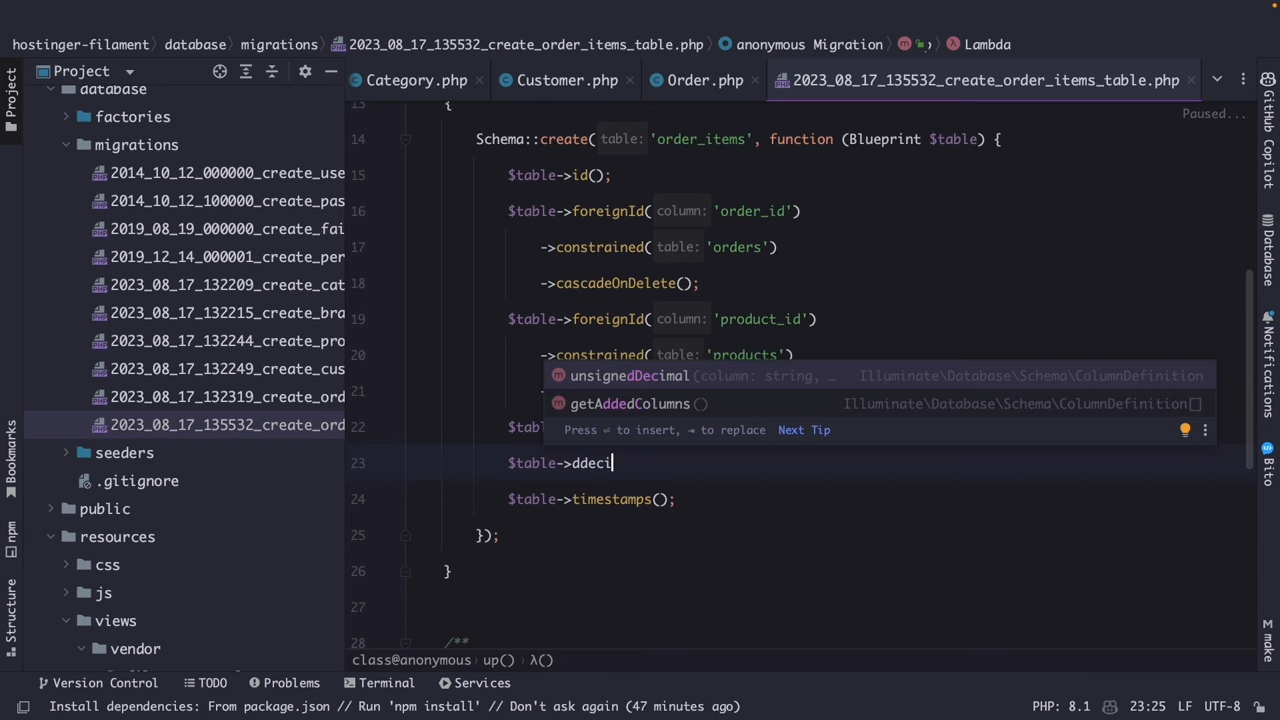 hostinger-filament database migrations 2023_08_17_135532_create_order_items_table.php anonymous Migration Lambda
Project
Category.php Customer.php Order.php 2023_08_17_135532_create_order_items_table.php
Project
database
factories
migrations
2014_10_12_000000_create_use
2014_10_12_100000_create_pas
2019_08_19_000000_create_fai
2019_12_14_000001_create_per
2023_08_17_132209_create_cat
2023_08_17_132215_create_bra
2023_08_17_132244_create_pro
2023_08_17_132249_create_cus
2023_08_17_132319_create_ord
2023_08_17_135532_create_ord
seeders
.gitignore
public
resources
css
js
views
vendor
Bookmarks
npm
Structure
Paused...
13 {
14 Schema::create( table: 'order_items', function (Blueprint $table) {
15 $table->id();
16 $table->foreignId( column: 'order_id')
17 ->constrained( table: 'orders')
18 ->cascadeOnDelete();
19 $table->foreignId( column: 'product_id')
20 ->constrained( table: 'products')
21
22 $tab
23 $table->ddeci
24 $table->timestamps();
25 });
26 }
27
28 /**
unsignedDecimal(column: string, ... Illuminate\Database\Schema\ColumnDefinition
getAddedColumns() Illuminate\Database\Schema\ColumnDefinition[]
Press ⏎ to insert, ⇥ to replace Next Tip
class@anonymous up() λ()
GitHub Copilot
Database
Notifications
Bito
Make
Version Control TODO Problems Terminal Services
Install dependencies: From package.json // Run 'npm install' // Don't ask again (47 minutes ago) PHP: 8.1 23:25 LF UTF-8